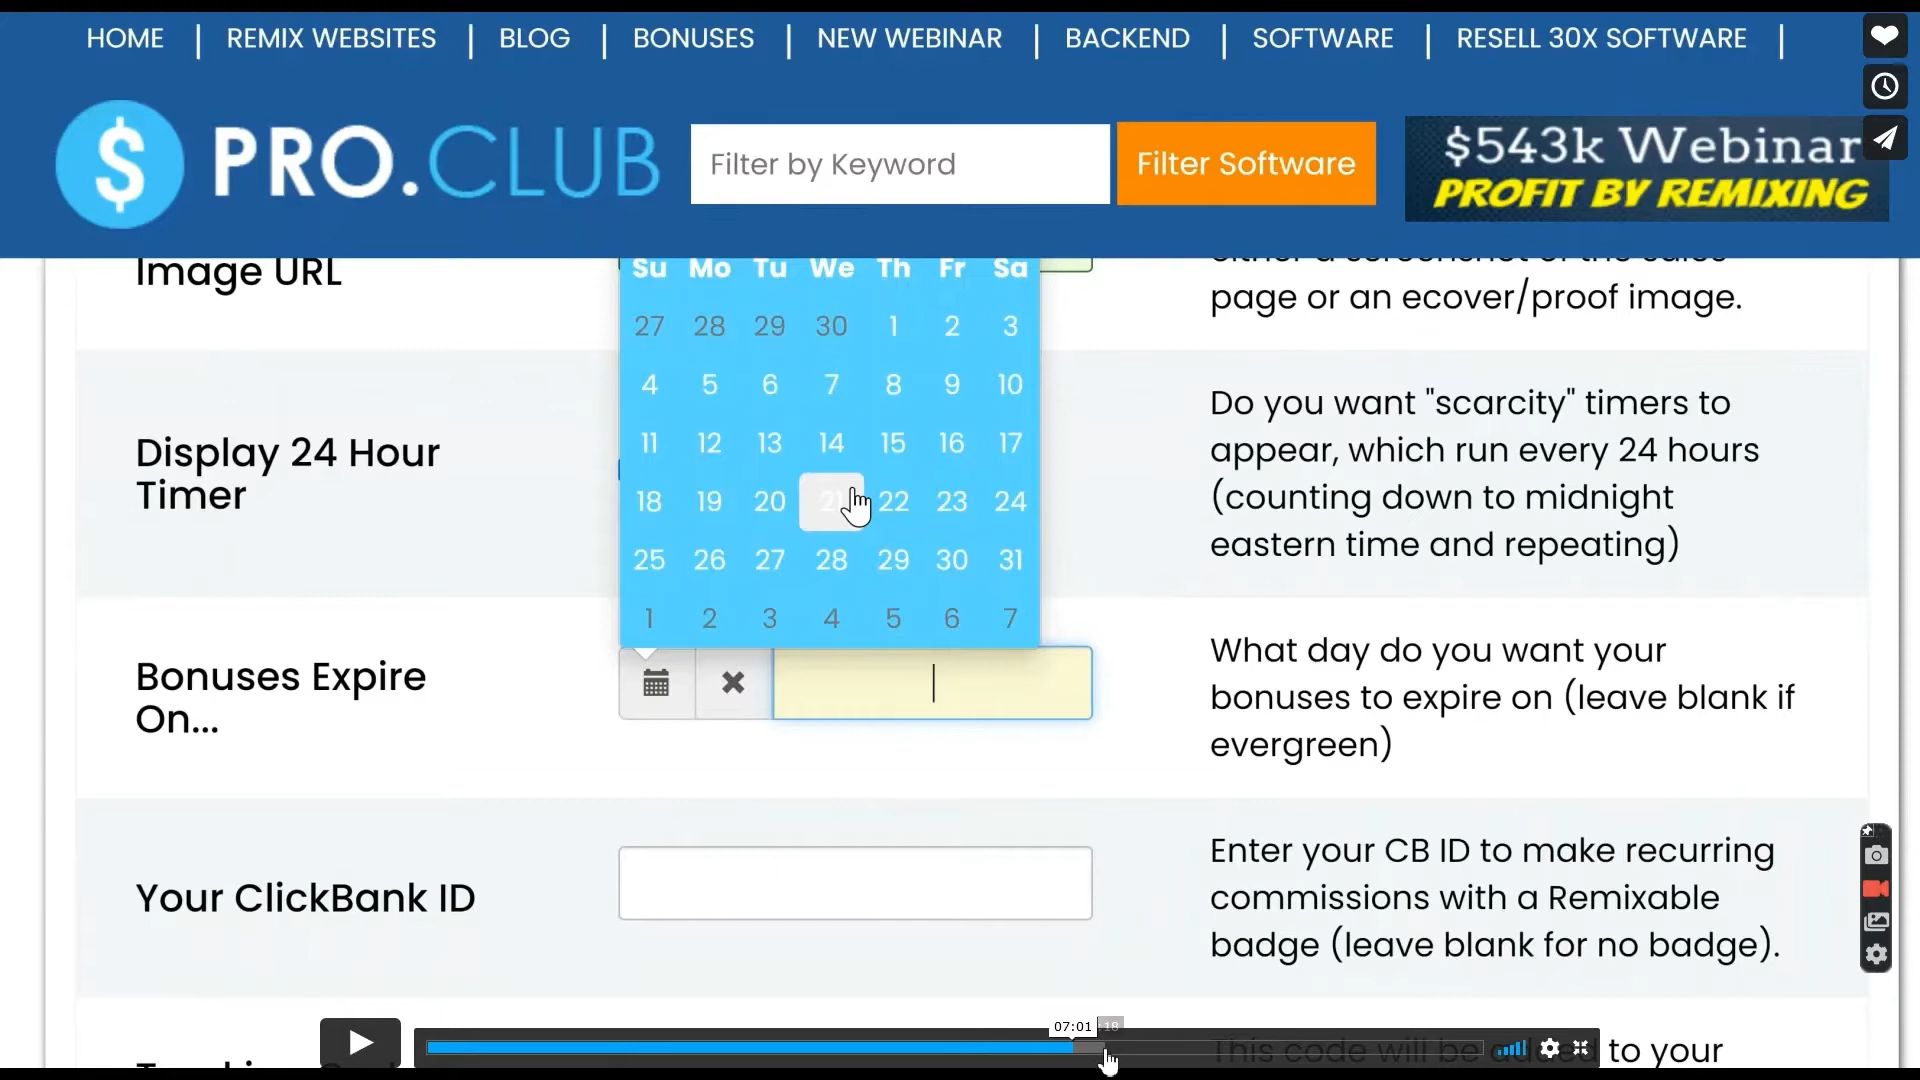 HOME | REMIX WEBSITES | BLOG | BONUSES | NEW WEBINAR | BACKEND | SOFTWARE | RESELL 30X SOFTWARE |
$ PRO.CLUB
Filter by Keyword
Filter Software
$543k Webinar
PROFIT BY REMIXING
Image URL
page or an ecover/proof image.
Su Mo Tu We Th Fr Sa
27 28 29 30 1 2 3
4 5 6 7 8 9 10
11 12 13 14 15 16 17
18 19 20 21 22 23 24
25 26 27 28 29 30 31
1 2 3 4 5 6 7
Display 24 Hour
Timer
Do you want "scarcity" timers to
appear, which run every 24 hours
(counting down to midnight
eastern time and repeating)
Bonuses Expire
On...
What day do you want your
bonuses to expire on (leave blank if
evergreen)
Your ClickBank ID
Enter your CB ID to make recurring
commissions with a Remixable
badge (leave blank for no badge).
07:01 :18
This code will be added to your